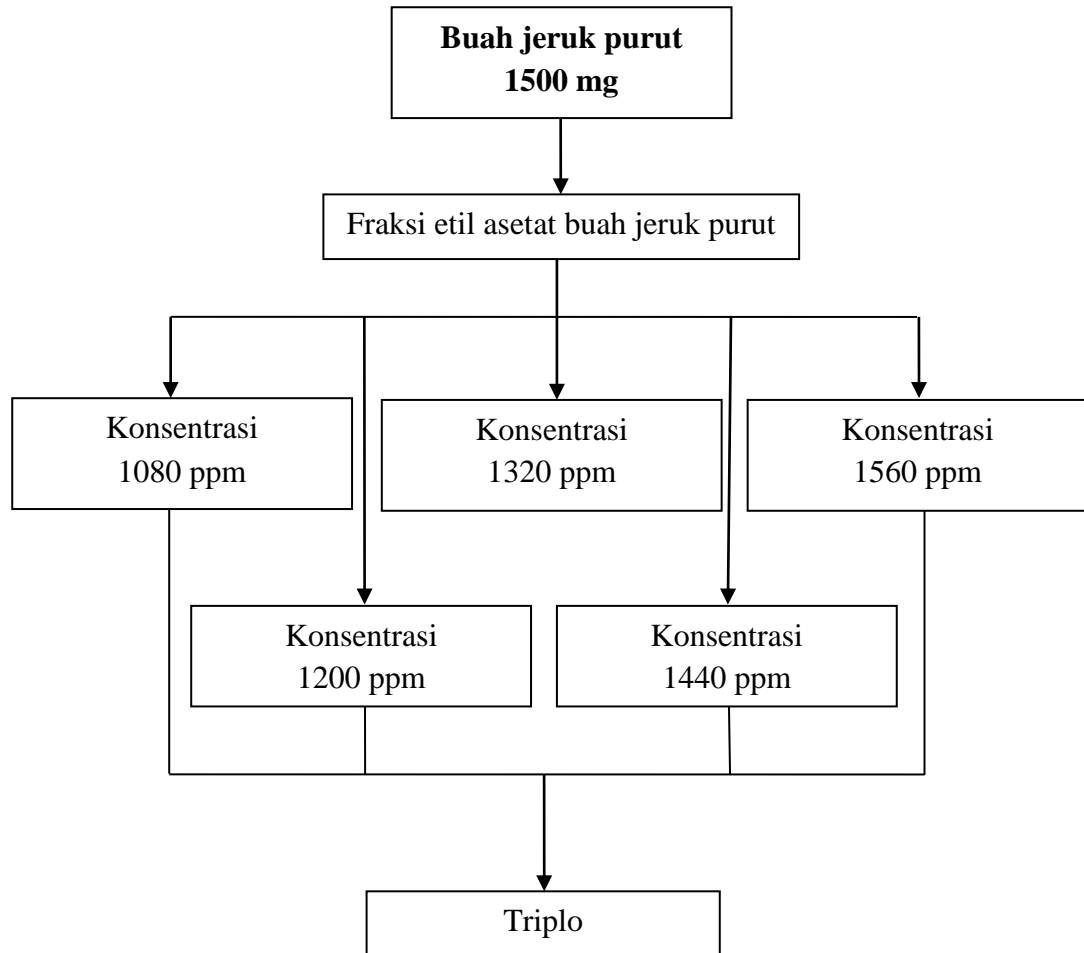 Buah jeruk purut
1500 mg
Fraksi etil asetat buah jeruk purut
Konsentrasi
1080 ppm
Konsentrasi
1320 ppm
Konsentrasi
1560 ppm
Konsentrasi
1200 ppm
Konsentrasi
1440 ppm
Triplo